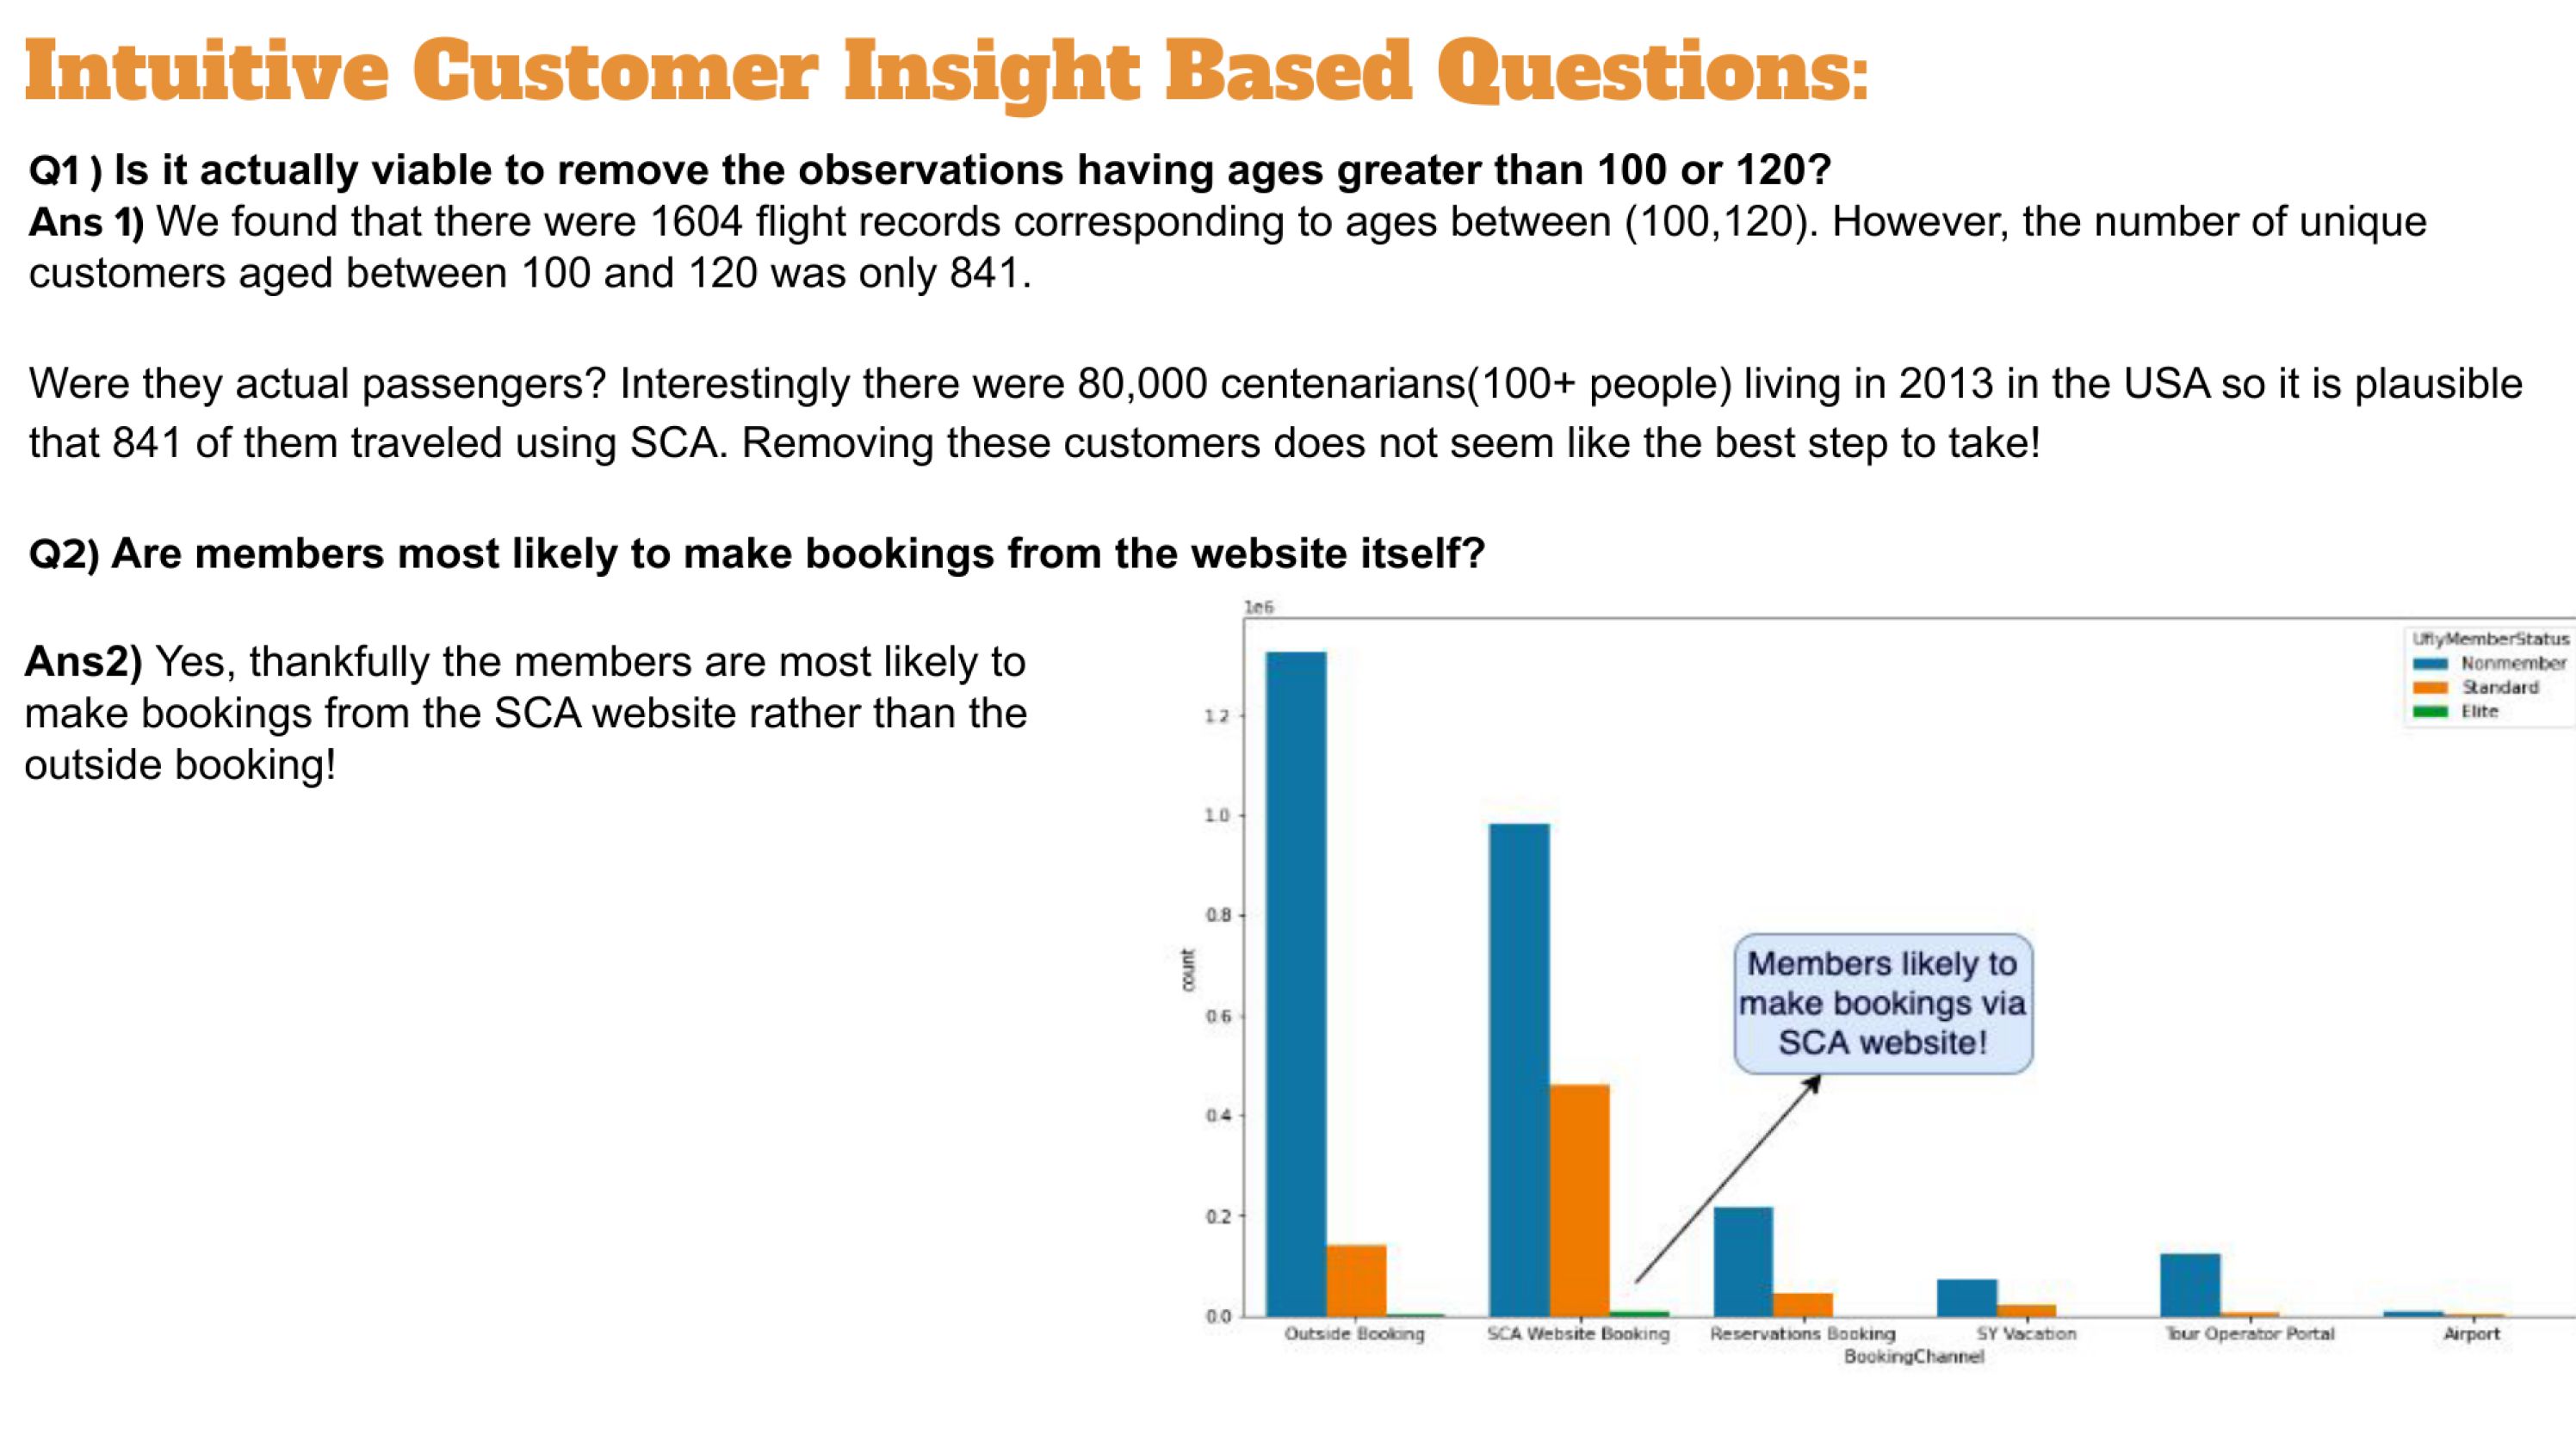 Intuitive Customer Insight Based Questions:
Q1 ) Is it actually viable to remove the observations having ages greater than 100 or 120?
Ans 1) We found that there were 1604 flight records corresponding to ages between (100,120). However, the number of unique
customers aged between 100 and 120 was only 841.
Were they actual passengers? Interestingly there were 80,000 centenarians(100+ people) living in 2013 in the USA so it is plausible
that 841 of them traveled using SCA. Removing these customers does not seem like the best step to take!
Q2) Are members most likely to make bookings from the website itself?
Ans2) Yes, thankfully the members are most likely to
make bookings from the SCA website rather than the
outside booking!
1e6
UflyMemberStatus
Nonmember
Standard
Elite
1.2
1.0
0.8
0.6
0.4
0.2
0.0
count
Members likely to
make bookings via
SCA website!
Outside Booking
SCA Website Booking
Reservations Booking
SY Vacation
Tour Operator Portal
Airport
BookingChannel